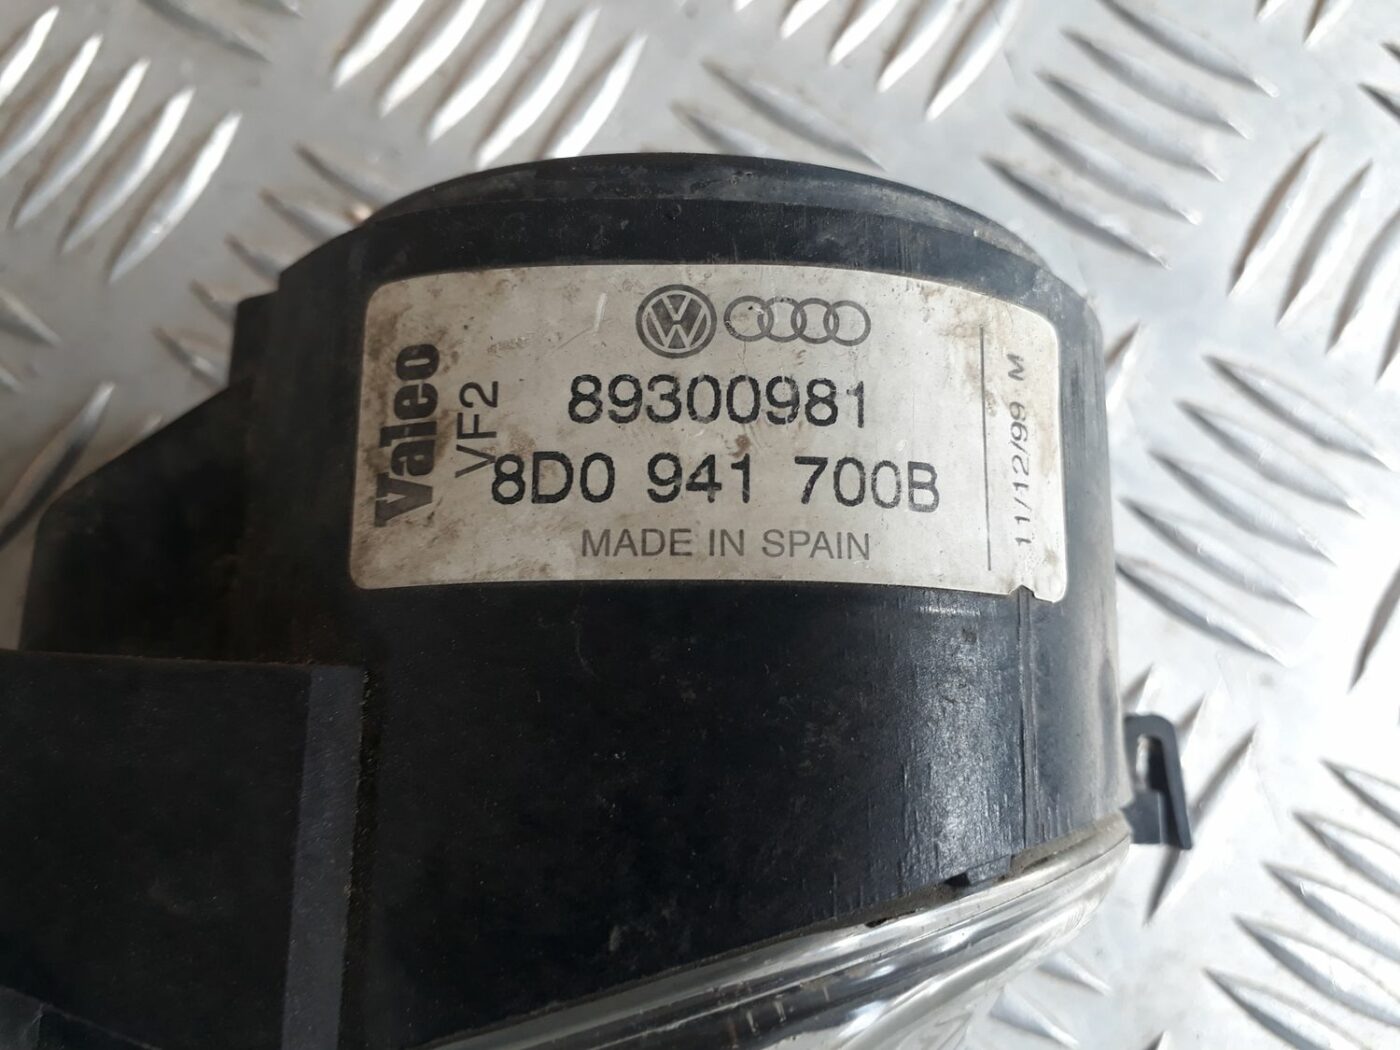 Valeo
VF2
89300981
8D0 941 700B
MADE IN SPAIN
11/12/99 M